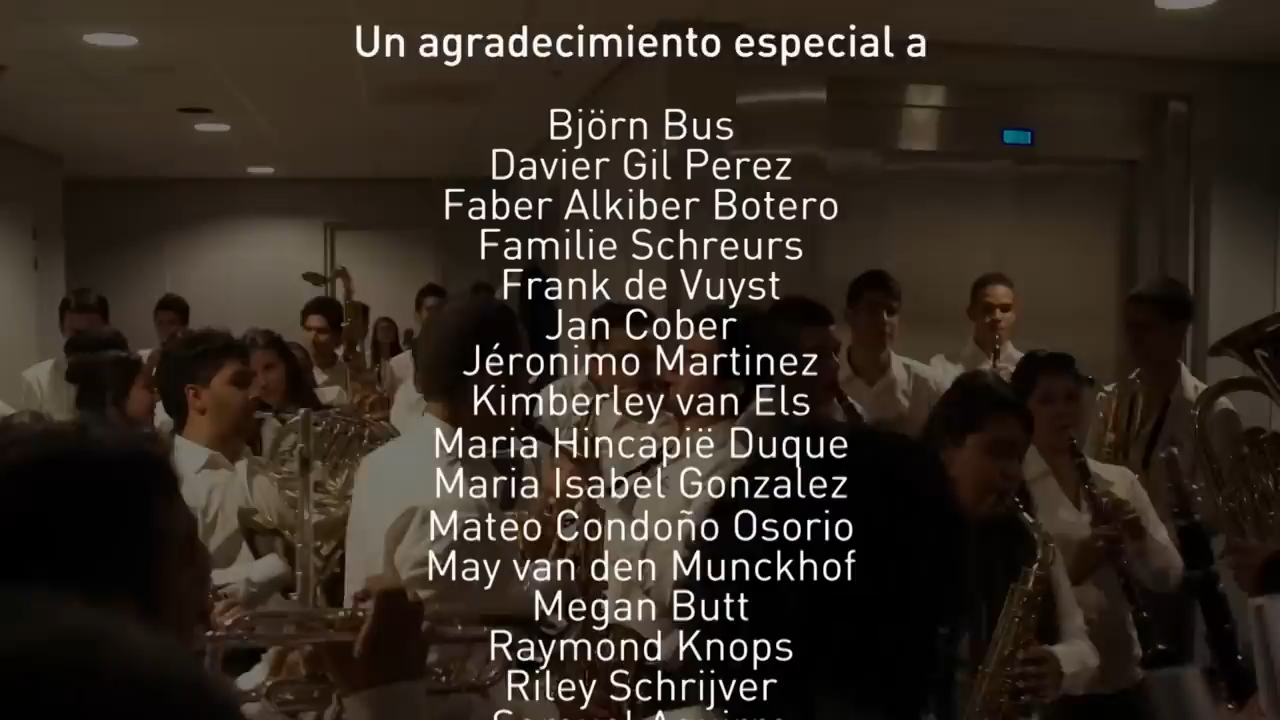 Un agradecimiento especial a
Björn Bus
Davier Gil Perez
Faber Alkiber Botero
Familie Schreurs
Frank de Vuyst
Jan Cober
Jéronimo Martinez
Kimberley van Els
Maria Hincapië Duque
Maria Isabel Gonzalez
Mateo Condoño Osorio
May van den Munckhof
Megan Butt
Raymond Knops
Riley Schrijver